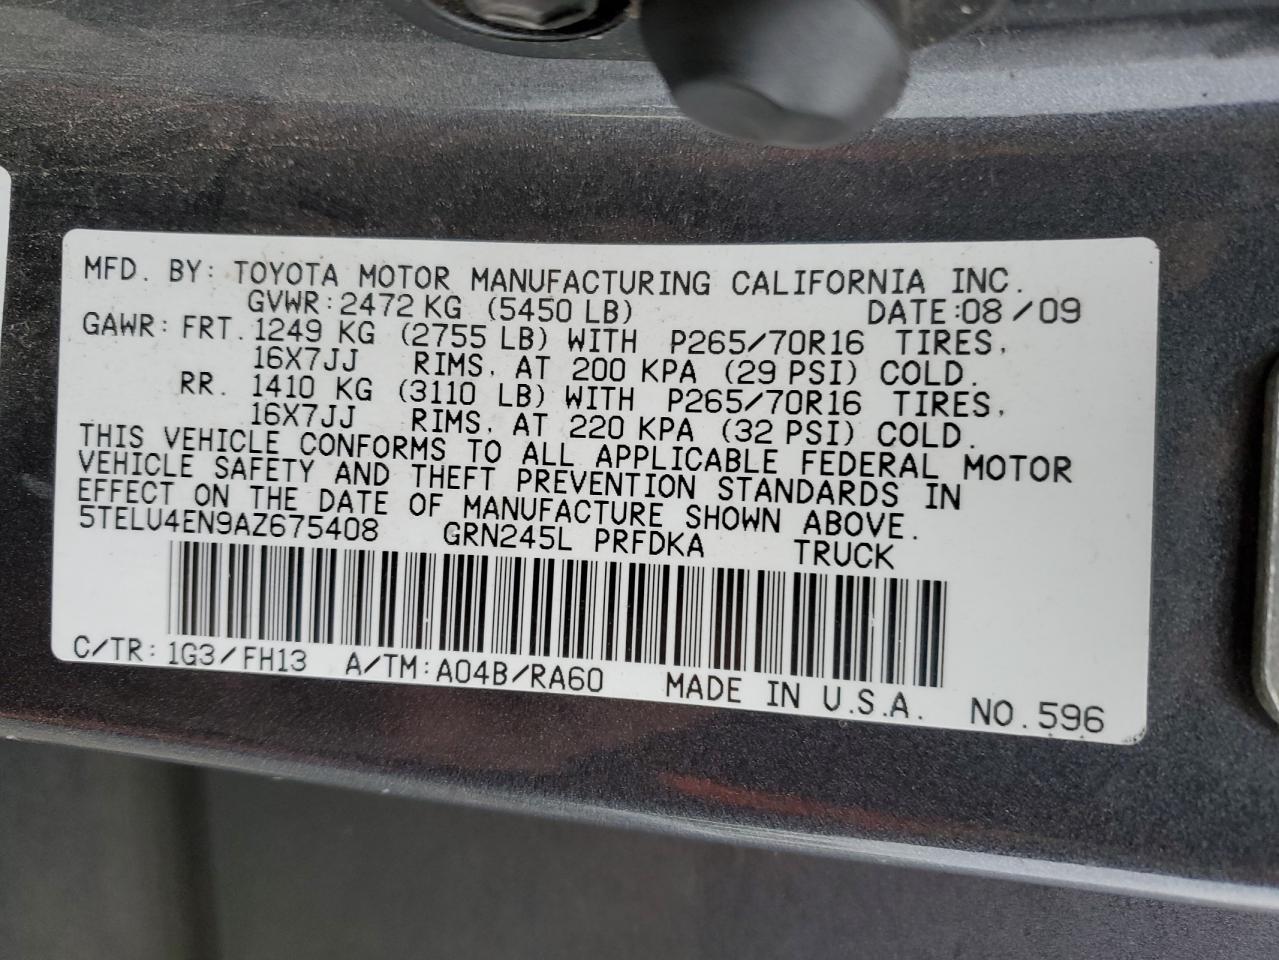 MFD. BY: TOYOTA MOTOR MANUFACTURING CALIFORNIA INC.
GVWR: 2472 KG (5450 LB) DATE: 08/09
GAWR: FRT. 1249 KG (2755 LB) WITH P265/70R16 TIRES,
16X7JJ RIMS, AT 200 KPA (29 PSI) COLD.
RR. 1410 KG (3110 LB) WITH P265/70R16 TIRES,
16X7JJ RIMS, AT 220 KPA (32 PSI) COLD.
THIS VEHICLE CONFORMS TO ALL APPLICABLE FEDERAL MOTOR
VEHICLE SAFETY AND THEFT PREVENTION STANDARDS IN
EFFECT ON THE DATE OF MANUFACTURE SHOWN ABOVE.
5TELU4EN9AZ675408 GRN245L PRFDKA TRUCK
C/TR: 1G3/FH13 A/TM: A04B/RA60 MADE IN U.S.A. NO. 596